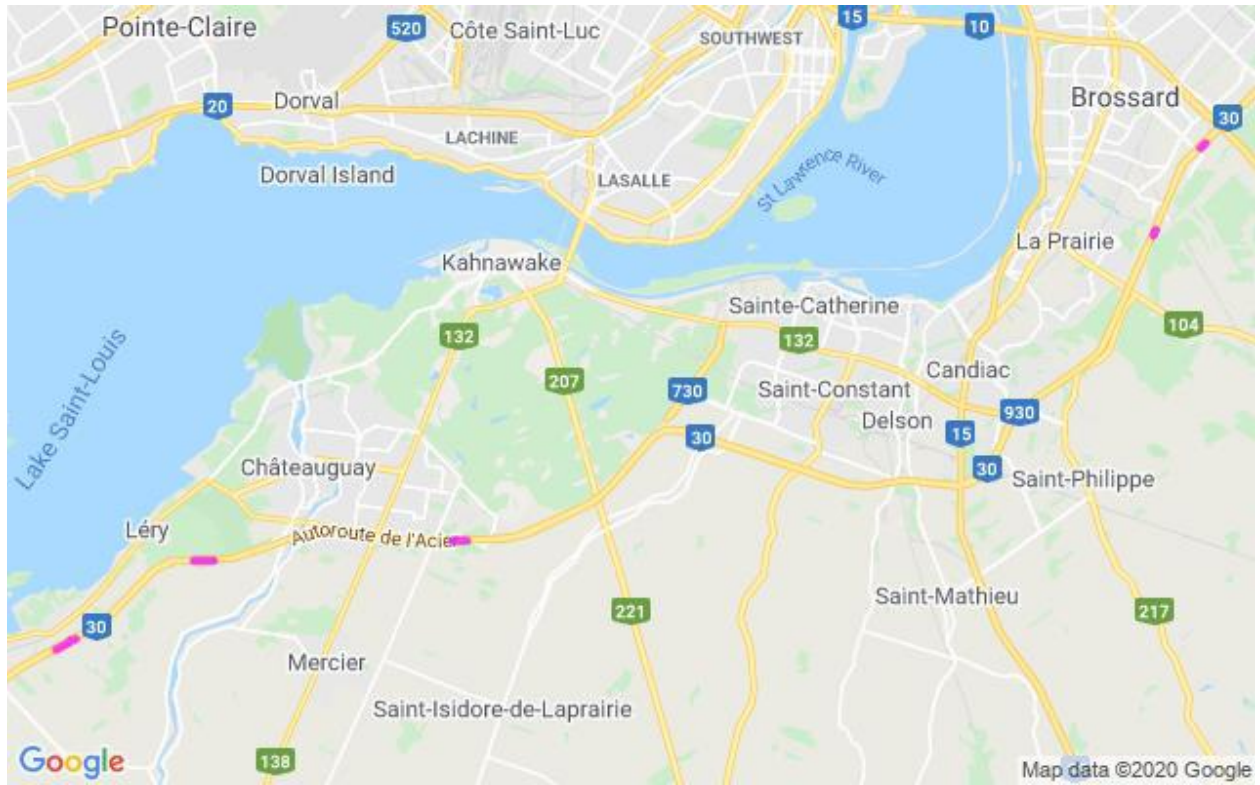 Pointe-Claire
520
Côte Saint-Luc
15
SOUTHWEST
10
20
Dorval
Brossard
30
LACHINE
Dorval Island
LASALLE
St Lawrence River
La Prairie
Kahnawake
Sainte-Catherine
104
132
132
Lake Saint-Louis
207
730
Saint-Constant
Candiac
930
Delson
15
30
Châteauguay
30
Saint-Philippe
Léry
Autoroute de l'Acier
30
221
Saint-Mathieu
217
Mercier
Saint-Isidore-de-Laprairie
Google
138
Map data ©2020 Google